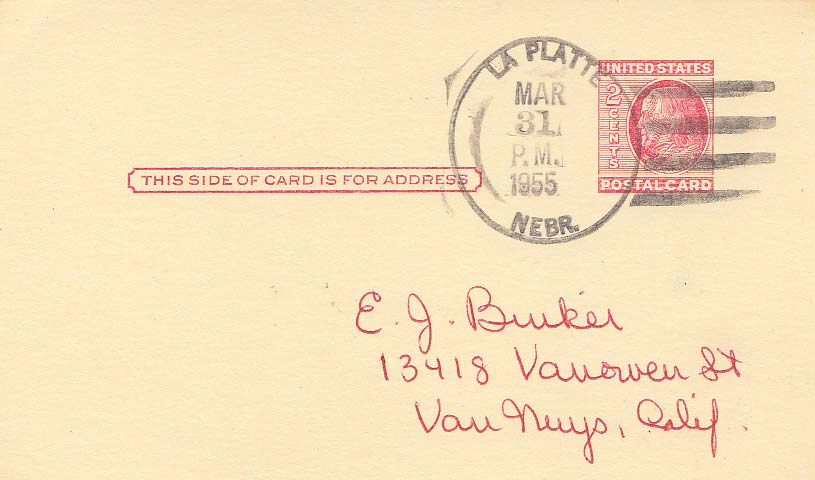 LA PLATTE
MAR
31
P.M.
1955
NEBR.
UNITED STATES
2 CENTS
POSTAL CARD
THIS SIDE OF CARD IS FOR ADDRESS
E. J. Bunker
13418 Vanowen St
Van Nuys, Calif.